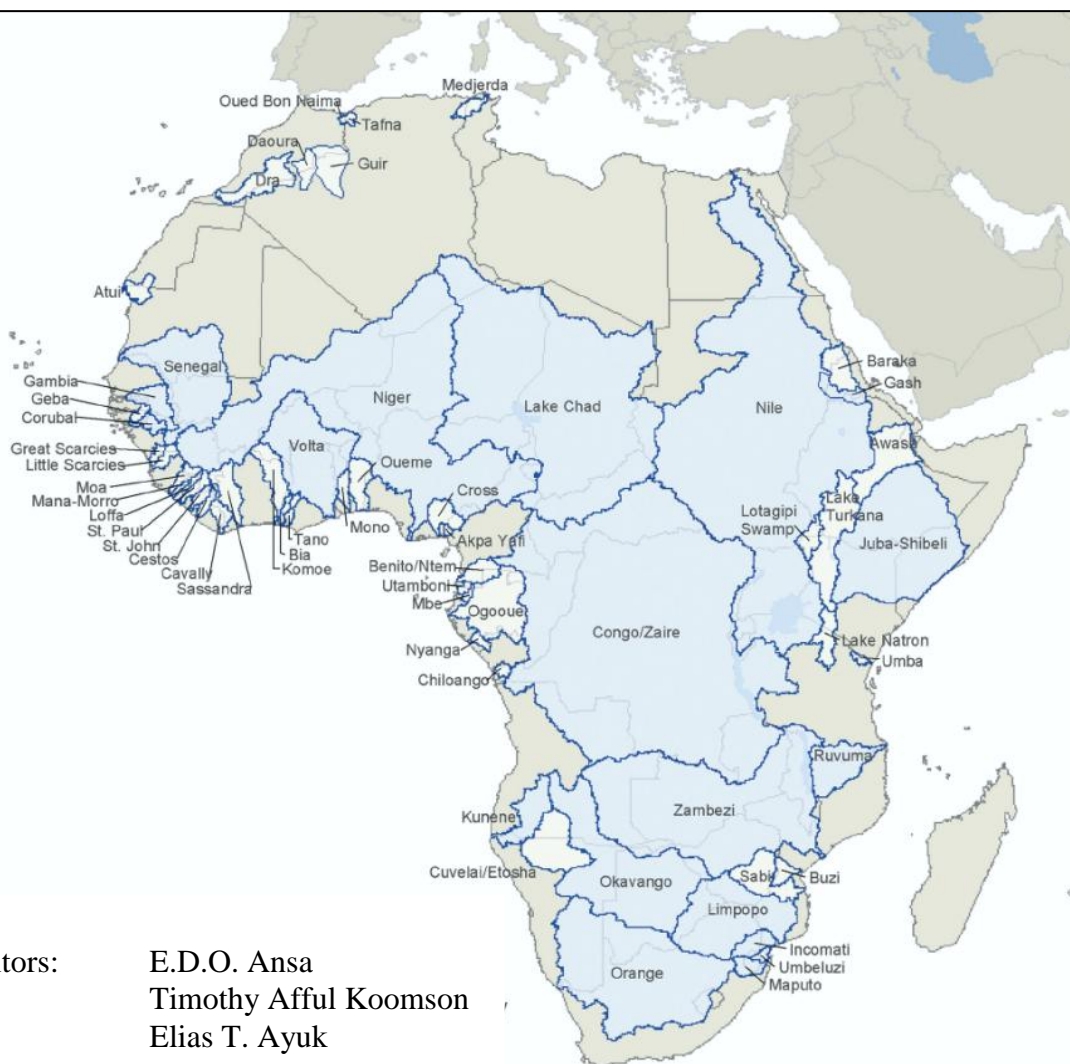 Medjerda
Oued Bon Naima
Tafna
Daoura
Guir
Dra
Atui
Senegal
Gambia
Geba
Corubal
Niger
Lake Chad
Nile
Baraka
Gash
Awash
Great Scarcies
Little Scarcies
Volta
Oueme
Moa
Mana-Morro
Loffa
St. Paul
St. John
Cestos
Cavally
Sassandra
Cross
Mono
Tano
Bia
Komoe
Akpa Yafi
Lotagipi
Swamp
Lake
Turkana
Juba-Shibeli
Benito/Ntem
Utamboni
Mbe
Ogooue
Congo/Zaire
Nyanga
Lake Natron
Umba
Chiloango
Ruvuma
Kunene
Zambezi
Cuvelai/Etosha
Okavango
Sabi
Buzi
Limpopo
Orange
Incomati
Umbeluzi
Maputo
tors: E.D.O. Ansa
Timothy Afful Koomson
Elias T. Ayuk